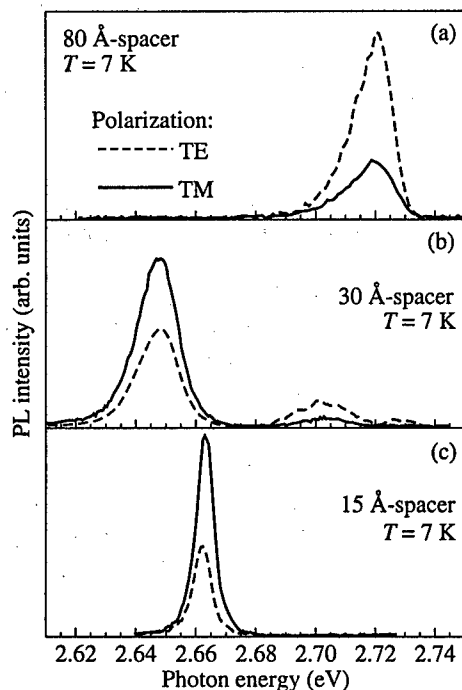 80 Å-spacer
(a)
T = 7 K
Polarization:
TE
TM
(b)
30 Å-spacer
T = 7 K
(c)
15 Å-spacer
T = 7 K
PL intensity (arb. units)
2.62 2.64 2.66 2.68 2.70 2.72 2.74
Photon energy (eV)